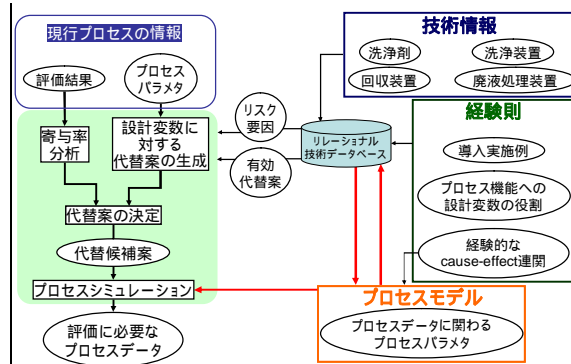 現行プロセスの情報
評価結果
プロセス
パラメタ
寄与率
分析
設計変数に
対する
代替案の生成
代替案の決定
代替候補案
プロセスシミュレーション
評価に必要な
プロセスデータ
リスク
要因
有効
代替案
リレーショナル
技術データベース
技術情報
洗浄剤
洗浄装置
回収装置
廃液処理装置
経験則
導入実施例
プロセス機能への
設計変数の役割
経験的な
cause-effect連関
プロセスモデル
プロセスデータに関わる
プロセスパラメタ